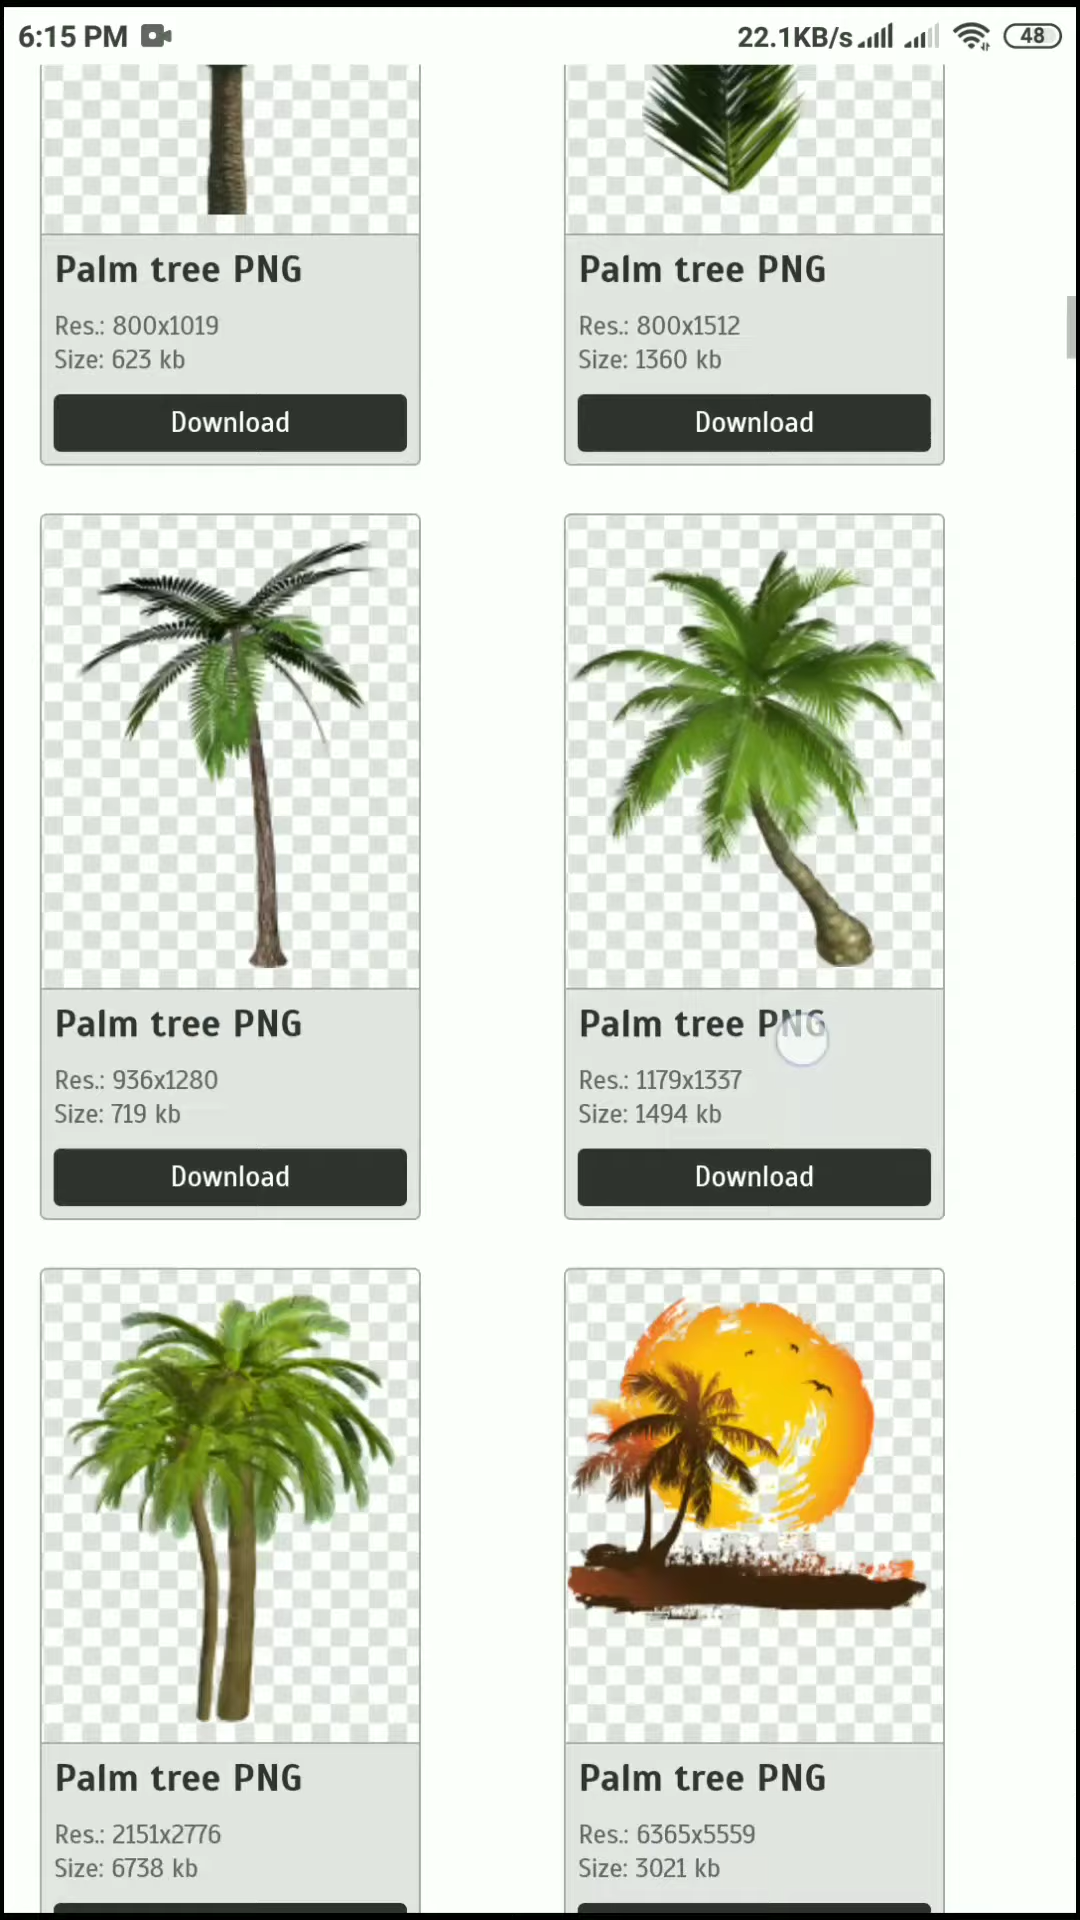 6:15 PM
22.1KB/s
48
Palm tree PNG
Res.: 800x1019
Size: 623 kb
Download
Palm tree PNG
Res.: 800x1512
Size: 1360 kb
Download
Palm tree PNG
Res.: 936x1280
Size: 719 kb
Download
Palm tree PNG
Res.: 1179x1337
Size: 1494 kb
Download
Palm tree PNG
Res.: 2151x2776
Size: 6738 kb
Palm tree PNG
Res.: 6365x5559
Size: 3021 kb